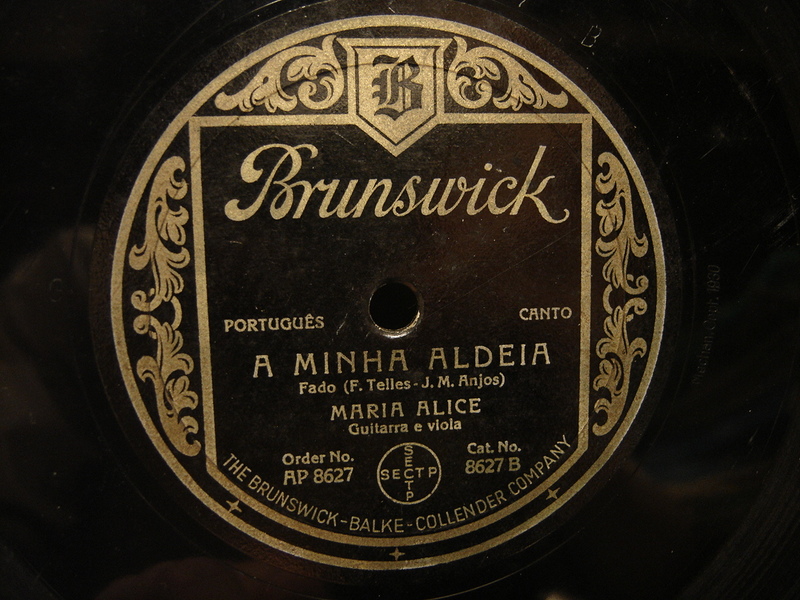 B
B
Brunswick
PORTUGUÊS
CANTO
A MINHA ALDEIA
Fado (F. Telles - J. M. Anjos)
MARIA ALICE
Guitarra e viola
Order No.
AP 8627
SECTP
SECTP
Cat. No.
8627 B
THE BRUNSWICK-BALKE-COLLENDER COMPANY